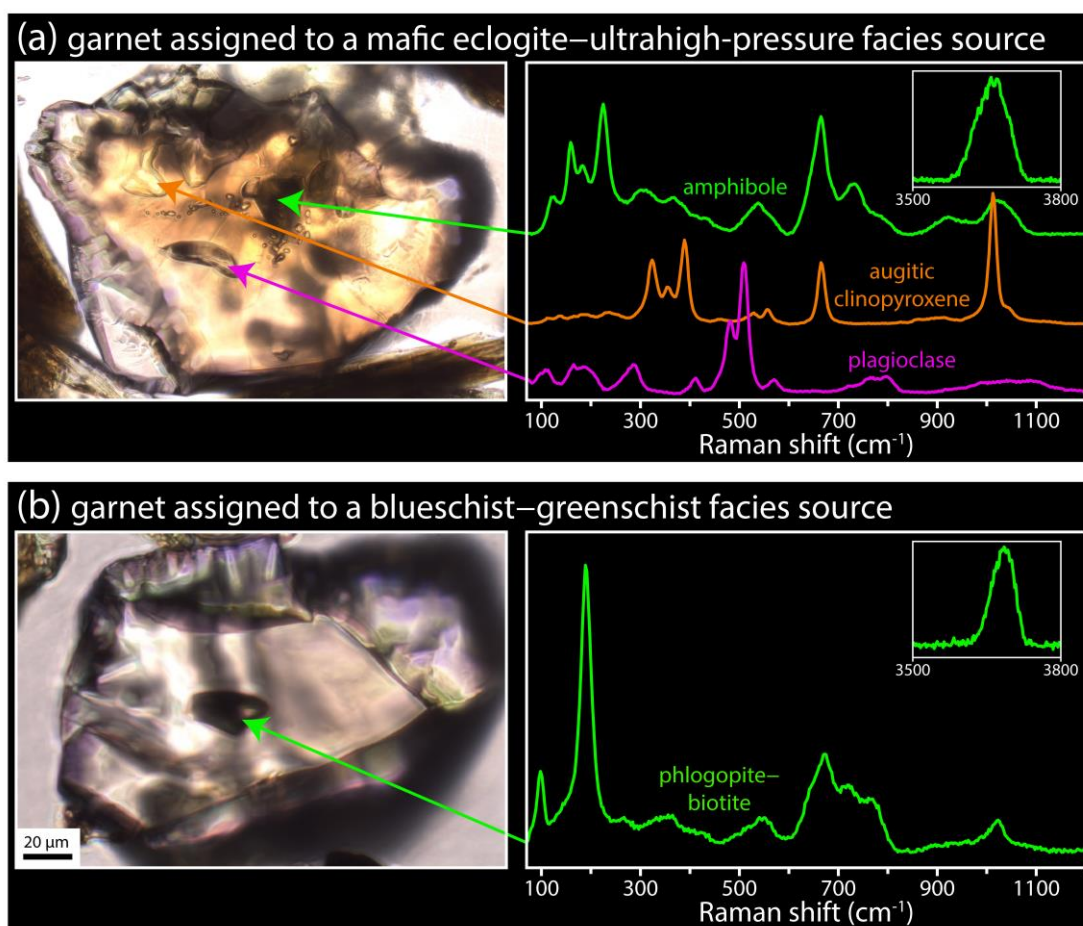 (a) garnet assigned to a mafic eclogite–ultrahigh-pressure facies source
amphibole
3500 3800
augitic
clinopyroxene
plagioclase
100 300 500 700 900 1100
Raman shift (cm⁻¹)
(b) garnet assigned to a blueschist–greenschist facies source
3500 3800
phlogopite–
biotite
20 µm
100 300 500 700 900 1100
Raman shift (cm⁻¹)